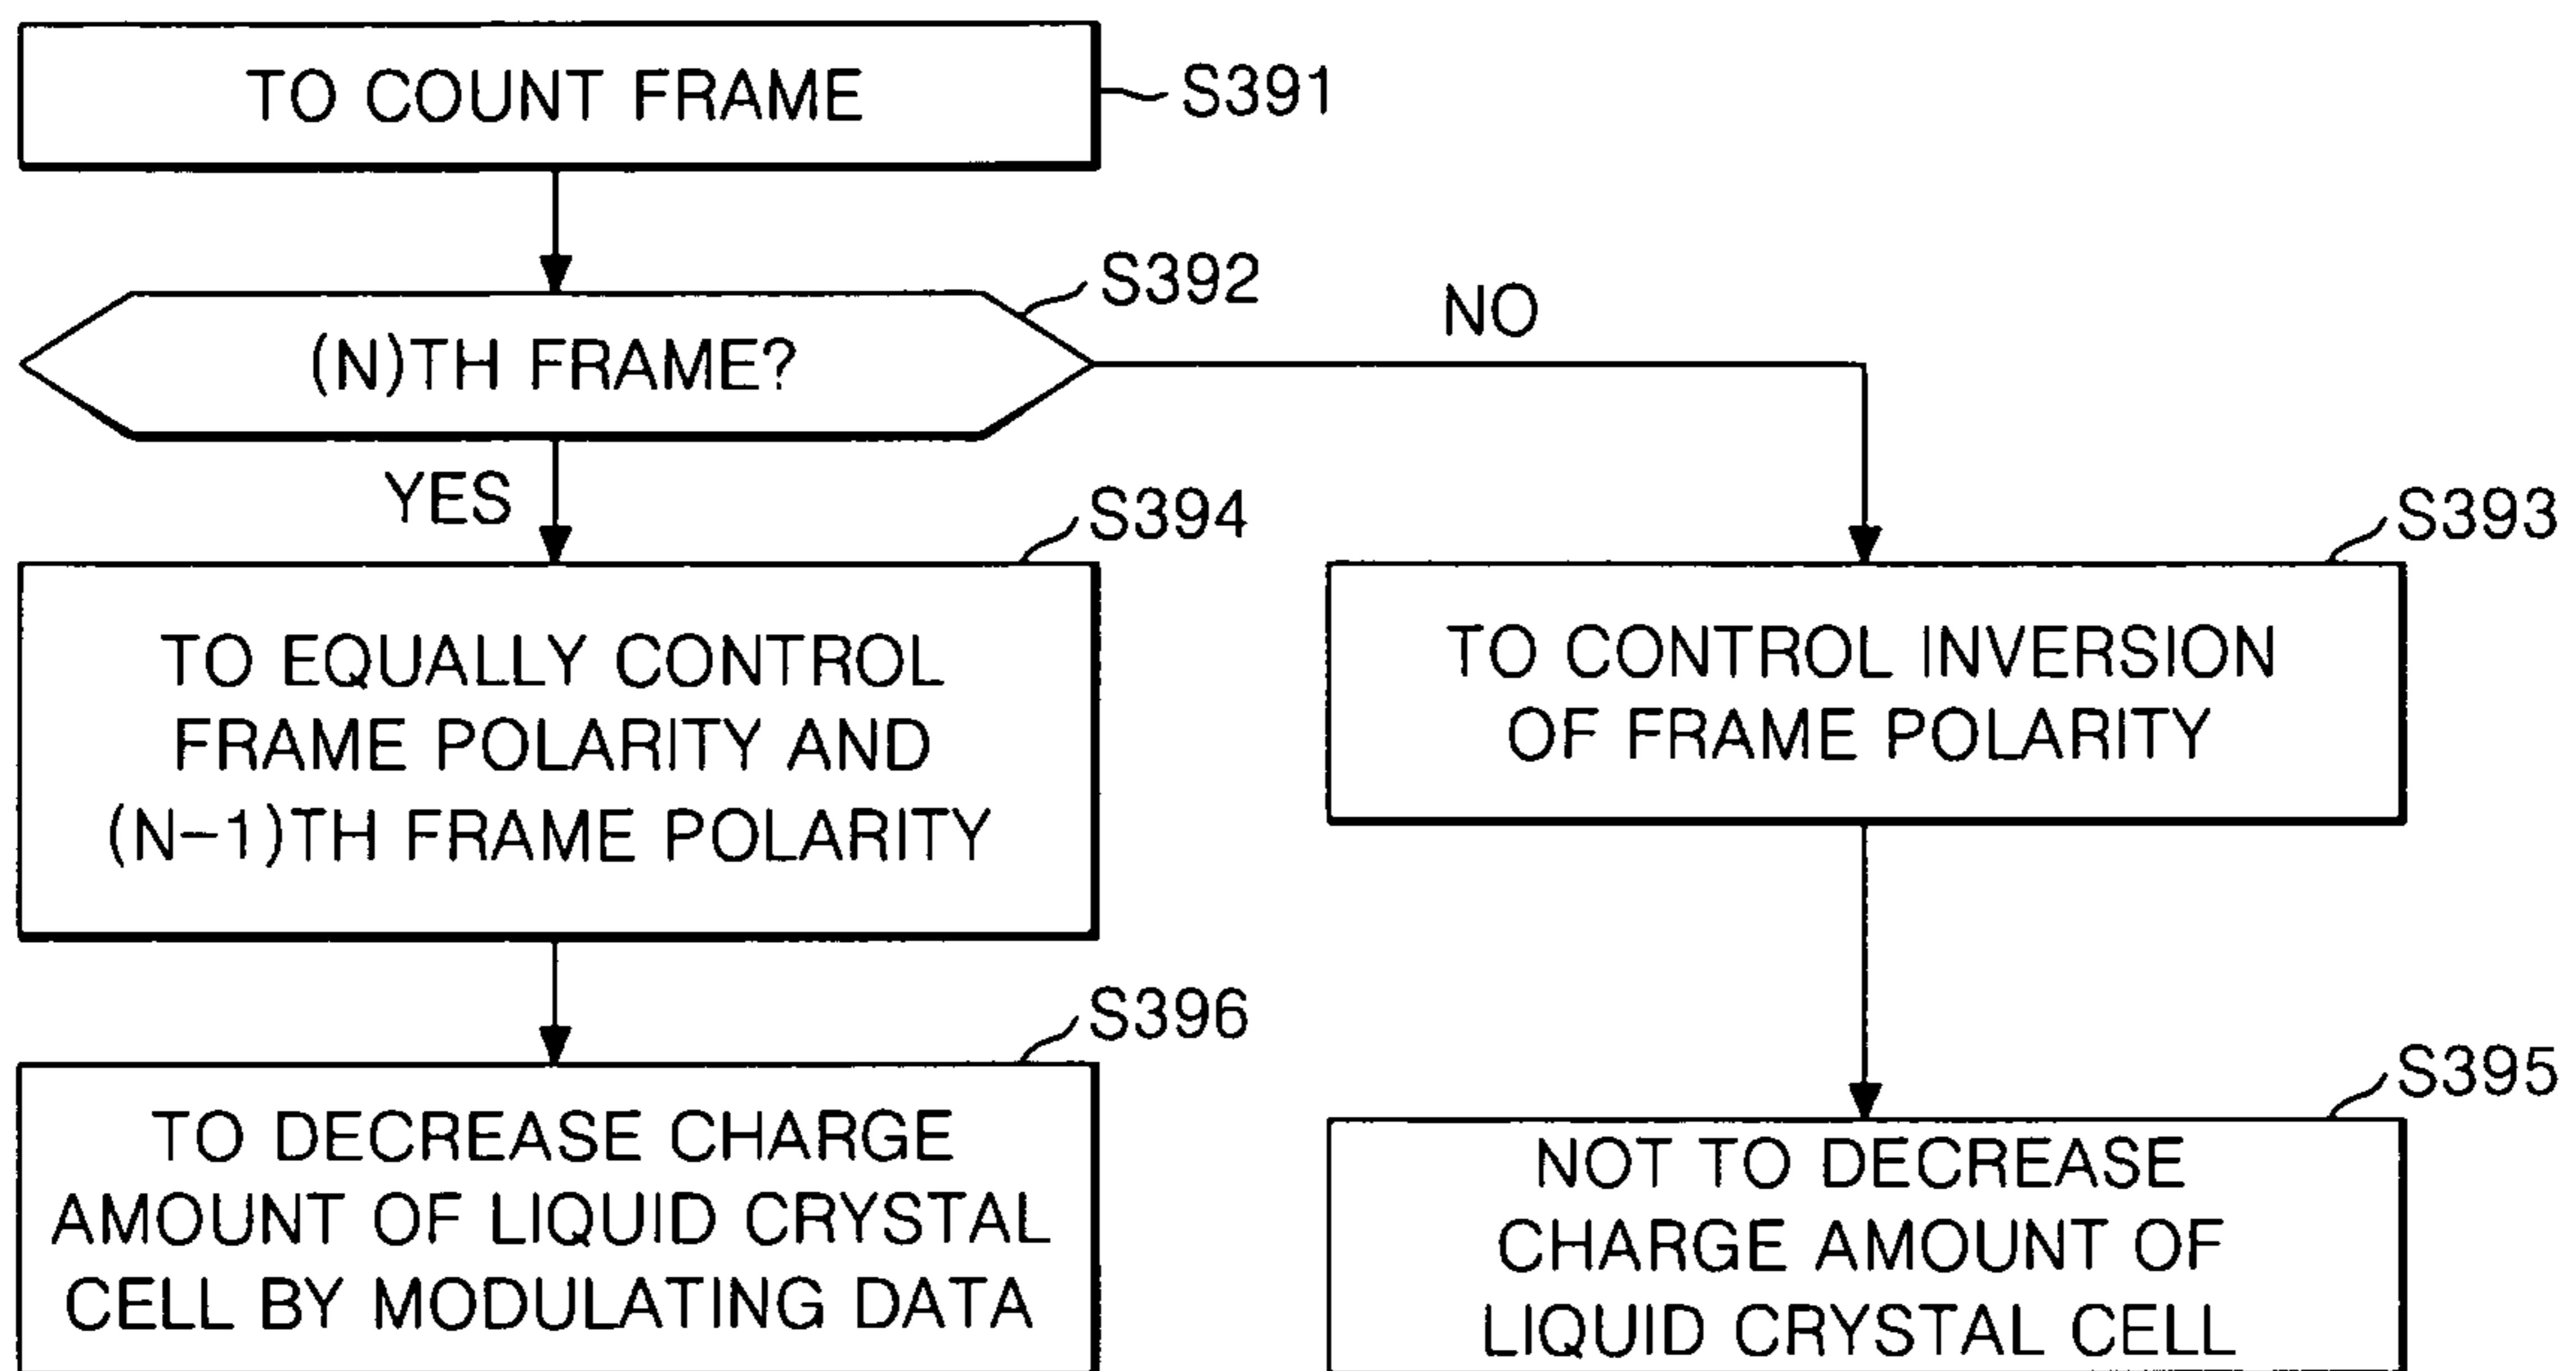 TO COUNT FRAME
S391
S392
(N)TH FRAME?
NO
YES
S394
TO EQUALLY CONTROL
FRAME POLARITY AND
(N-1)TH FRAME POLARITY
S393
TO CONTROL INVERSION
OF FRAME POLARITY
S396
TO DECREASE CHARGE
AMOUNT OF LIQUID CRYSTAL
CELL BY MODULATING DATA
S395
NOT TO DECREASE
CHARGE AMOUNT OF
LIQUID CRYSTAL CELL